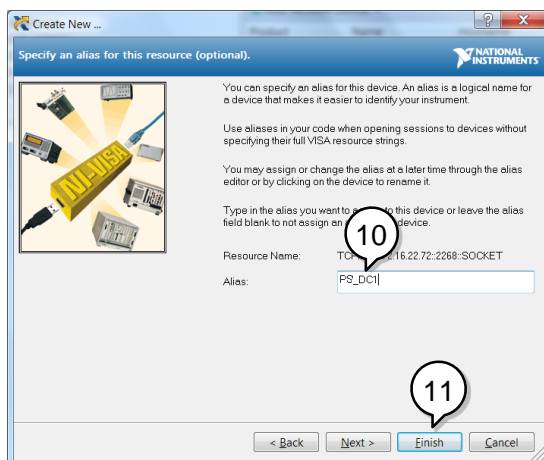 Create New ...
Specify an alias for this resource (optional).
NATIONAL
INSTRUMENTS
You can specify an alias for this device. An alias is a logical name for
a device that makes it easier to identify your instrument.
Use aliases in your code when opening sessions to devices without
specifying their full VISA resource strings.
You may assign or change the alias at a later time through the alias
editor or by clicking on the device to rename it.
Type in the alias you want to this device or leave the alias
field blank to not assign an device.
10
NI-VISA
Resource Name: 16.22.72::2268::SOCKET
Alias: PS_DC1
11
< Back Next > Finish Cancel